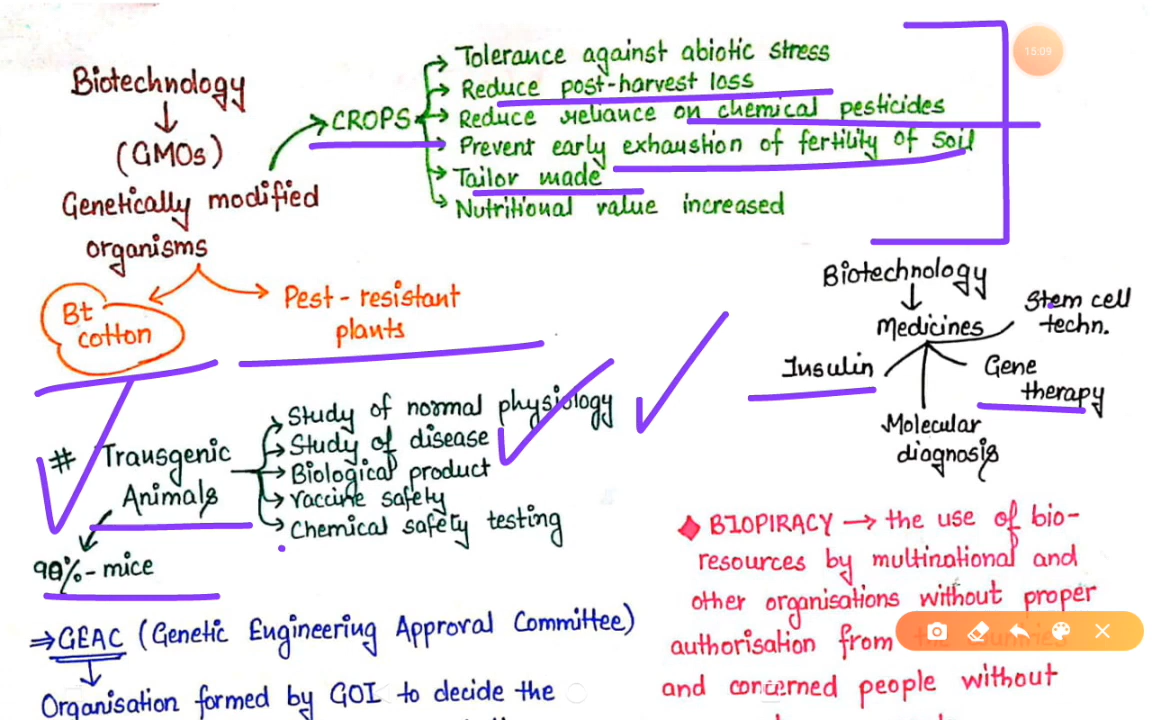 Biotechnology
(GMOs)
Genetically modified
organisms
Bt
cotton
Pest-resistant
plants
CROPS
Tolerance against abiotic stress
Reduce post-harvest loss
Reduce reliance on chemical pesticides
Prevent early exhaustion of fertility of soil
Tailor made
Nutritional value increased
15:09
Biotechnology
Medicines
Stem cell
techn.
Insulin
Gene
therapy
Molecular
diagnosis
# Transgenic
Animals
Study of normal physiology
Study of disease
Biological product
Vaccine safety
Chemical safety testing
90%-mice
⇒ GEAC (Genetic Engineering Approval Committee)
Organisation formed by GOI to decide the
◆ BIOPIRACY → the use of bio-
resources by multinational and
other organisations without proper
authorisation from the countries
and concerned people without